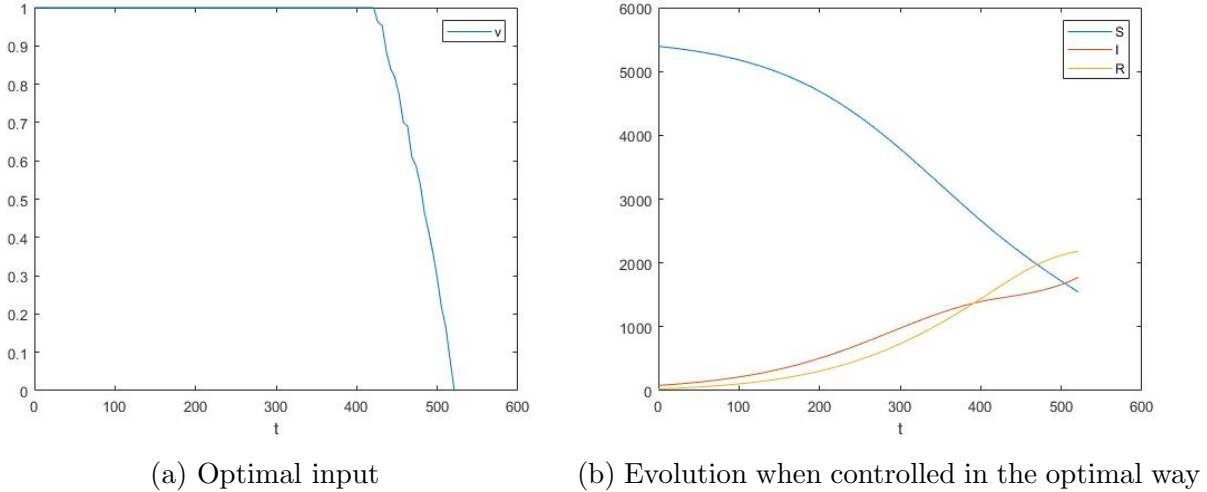 1
0.9
0.8
0.7
0.6
0.5
0.4
0.3
0.2
0.1
0
0 100 200 300 400 500 600
t
v
(a) Optimal input
6000
5000
4000
3000
2000
1000
0
0 100 200 300 400 500 600
t
S
I
R
(b) Evolution when controlled in the optimal way